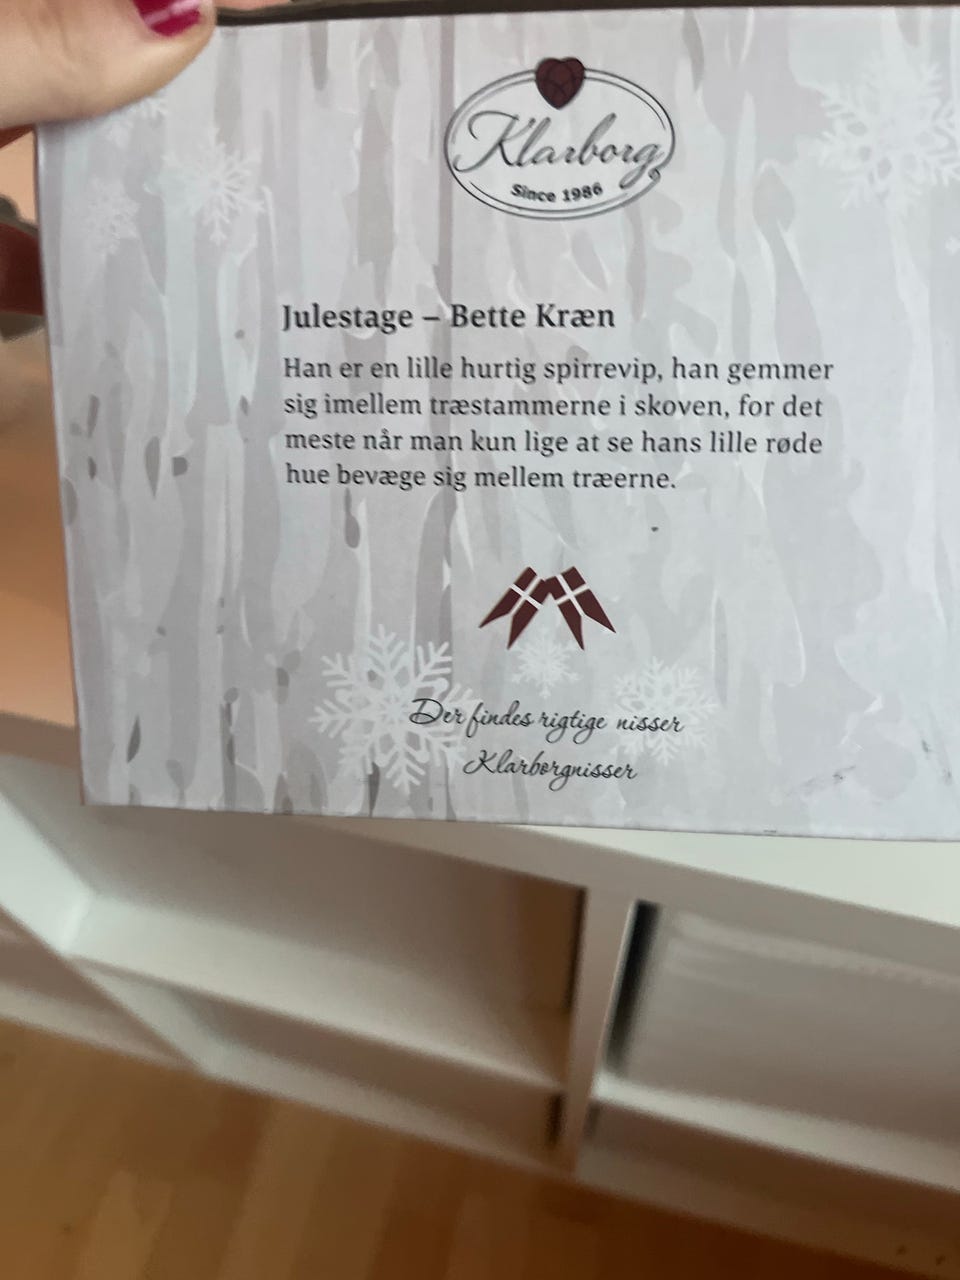 Klarborg
Since 1986
Julestage – Bette Kræn
Han er en lille hurtig spirrevip, han gemmer
sig imellem træstammerne i skoven, for det
meste når man kun lige at se hans lille røde
hue bevæge sig mellem træerne.
Der findes rigtige nisser
Klarborgnisser